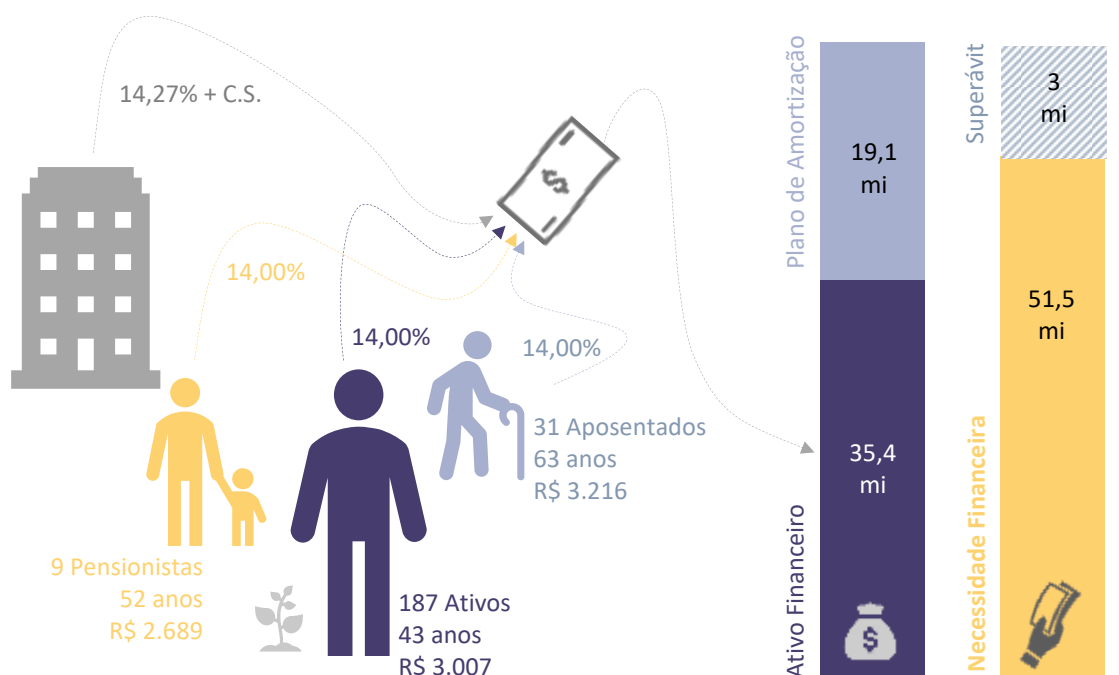 14,27% + C.S.
14,00%
14,00%
14,00%
$
9 Pensionistas
52 anos
R$ 2.689
187 Ativos
43 anos
R$ 3.007
31 Aposentados
63 anos
R$ 3.216
Plano de Amortização
19,1
mi
Ativo Financeiro
35,4
mi
$
Superávit
3
mi
Necessidade Financeira
51,5
mi